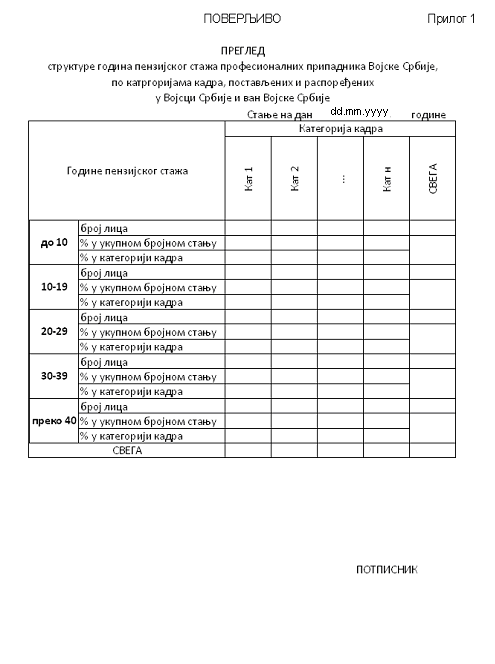 ПОВЕРЉИВО Прилог 1
ПРЕГЛЕД
структуре година пензијског стажа професионалних припадника Војске Србије,
по катргоријама кадра, постављених и распоређених
у Војсци Србије и ван Војске Србије
Стање на дан dd.mm.yyyy године
Године пензијског стажа
Категорија кадра
Кат 1
Кат 2
...
Кат н
СВЕГА
до 10
број лица
% у укупном бројном стању
% у категорији кадра
10-19
број лица
% у укупном бројном стању
% у категорији кадра
20-29
број лица
% у укупном бројном стању
% у категорији кадра
30-39
број лица
% у укупном бројном стању
% у категорији кадра
преко 40
број лица
% у укупном бројном стању
% у категорији кадра
СВЕГА
ПОТПИСНИК